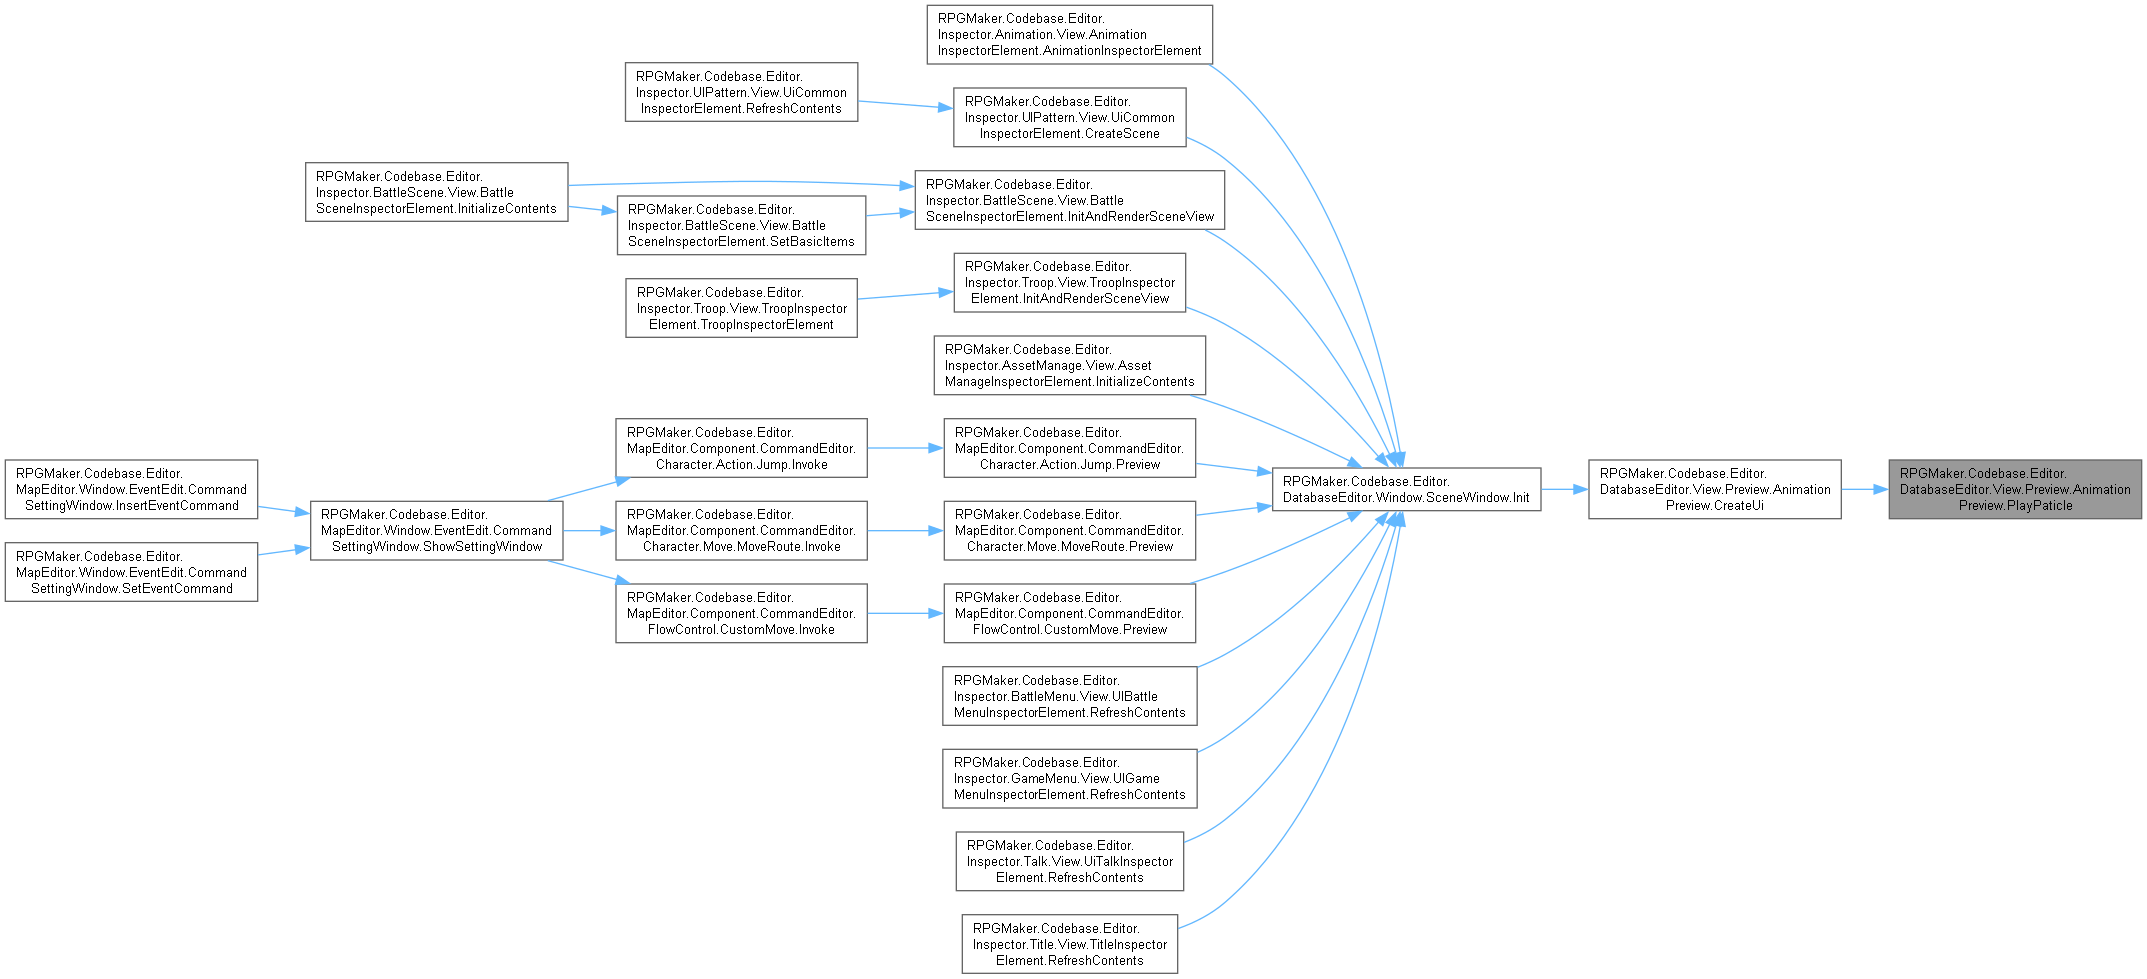 RPGMaker.Codebase.Editor.
Inspector.Animation.View.Animation
InspectorElement.AnimationInspectorElement
RPGMaker.Codebase.Editor.
Inspector.UIPattern.View.UiCommon
InspectorElement.RefreshContents
RPGMaker.Codebase.Editor.
Inspector.UIPattern.View.UiCommon
InspectorElement.CreateScene
RPGMaker.Codebase.Editor.
Inspector.BattleScene.View.Battle
SceneInspectorElement.InitializeContents
RPGMaker.Codebase.Editor.
Inspector.BattleScene.View.Battle
SceneInspectorElement.SetBasicItems
RPGMaker.Codebase.Editor.
Inspector.BattleScene.View.Battle
SceneInspectorElement.InitAndRenderSceneView
RPGMaker.Codebase.Editor.
Inspector.Troop.View.TroopInspector
Element.TroopInspectorElement
RPGMaker.Codebase.Editor.
Inspector.Troop.View.TroopInspector
Element.InitAndRenderSceneView
RPGMaker.Codebase.Editor.
Inspector.AssetManage.View.Asset
ManageInspectorElement.InitializeContents
RPGMaker.Codebase.Editor.
MapEditor.Window.EventEdit.Command
SettingWindow.InsertEventCommand
RPGMaker.Codebase.Editor.
MapEditor.Window.EventEdit.Command
SettingWindow.SetEventCommand
RPGMaker.Codebase.Editor.
MapEditor.Window.EventEdit.Command
SettingWindow.ShowSettingWindow
RPGMaker.Codebase.Editor.
MapEditor.Component.CommandEditor.
Character.Action.Jump.Invoke
RPGMaker.Codebase.Editor.
MapEditor.Component.CommandEditor.
Character.Action.Jump.Preview
RPGMaker.Codebase.Editor.
MapEditor.Component.CommandEditor.
Character.Move.MoveRoute.Invoke
RPGMaker.Codebase.Editor.
MapEditor.Component.CommandEditor.
Character.Move.MoveRoute.Preview
RPGMaker.Codebase.Editor.
MapEditor.Component.CommandEditor.
FlowControl.CustomMove.Invoke
RPGMaker.Codebase.Editor.
MapEditor.Component.CommandEditor.
FlowControl.CustomMove.Preview
RPGMaker.Codebase.Editor.
DatabaseEditor.Window.SceneWindow.Init
RPGMaker.Codebase.Editor.
DatabaseEditor.View.Preview.Animation
Preview.CreateUi
RPGMaker.Codebase.Editor.
DatabaseEditor.View.Preview.Animation
Preview.PlayPaticle
RPGMaker.Codebase.Editor.
Inspector.BattleMenu.View.UIBattle
MenuInspectorElement.RefreshContents
RPGMaker.Codebase.Editor.
Inspector.GameMenu.View.UIGame
MenuInspectorElement.RefreshContents
RPGMaker.Codebase.Editor.
Inspector.Talk.View.UiTalkInspector
Element.RefreshContents
RPGMaker.Codebase.Editor.
Inspector.Title.View.TitleInspector
Element.RefreshContents